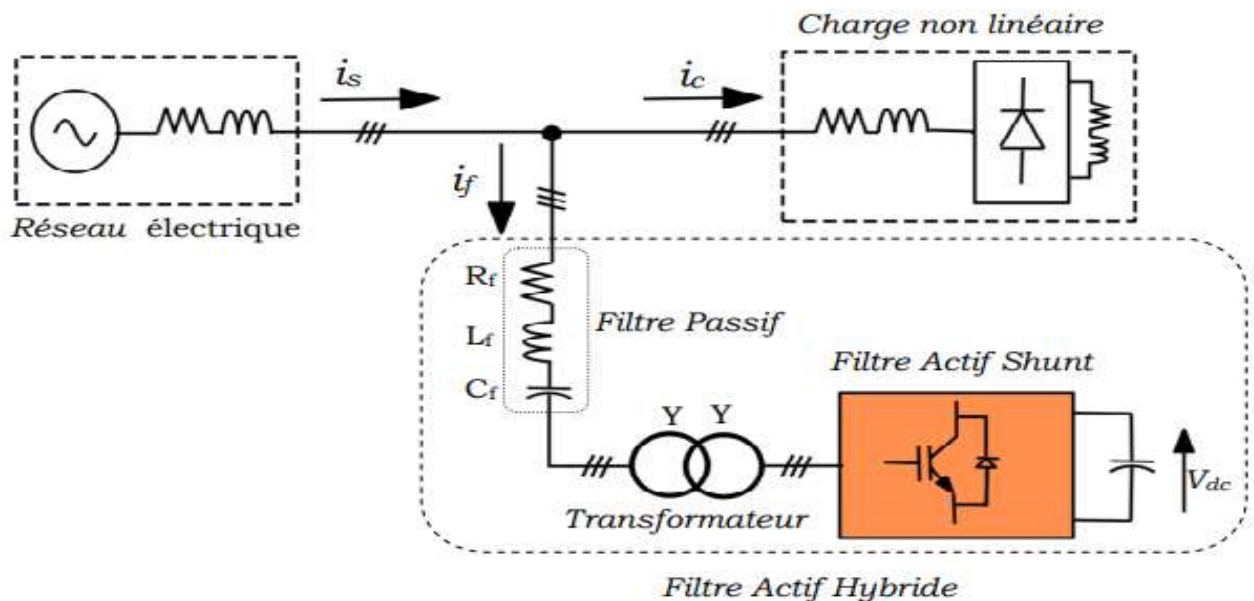 Charge non linéaire
is
ic
if
Réseau électrique
Rf
Lf
Cf
Filtre Passif
Filtre Actif Shunt
Y Y
Vdc
Transformateur
Filtre Actif Hybride